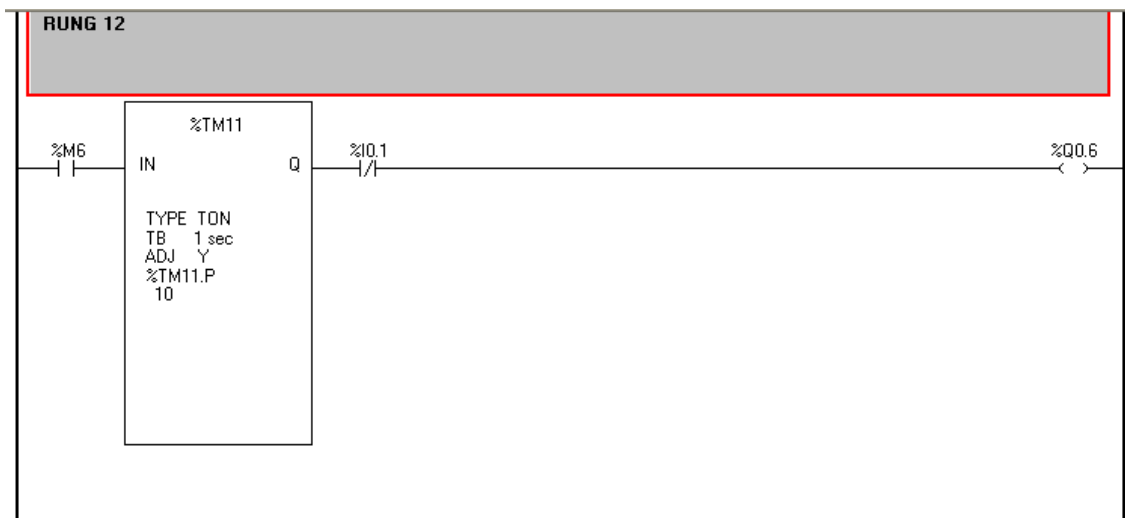 RUNG 12
%TM11
%M6
%I0.1
%Q0.6
IN Q
TYPE TON
TB 1 sec
ADJ Y
%TM11.P
10